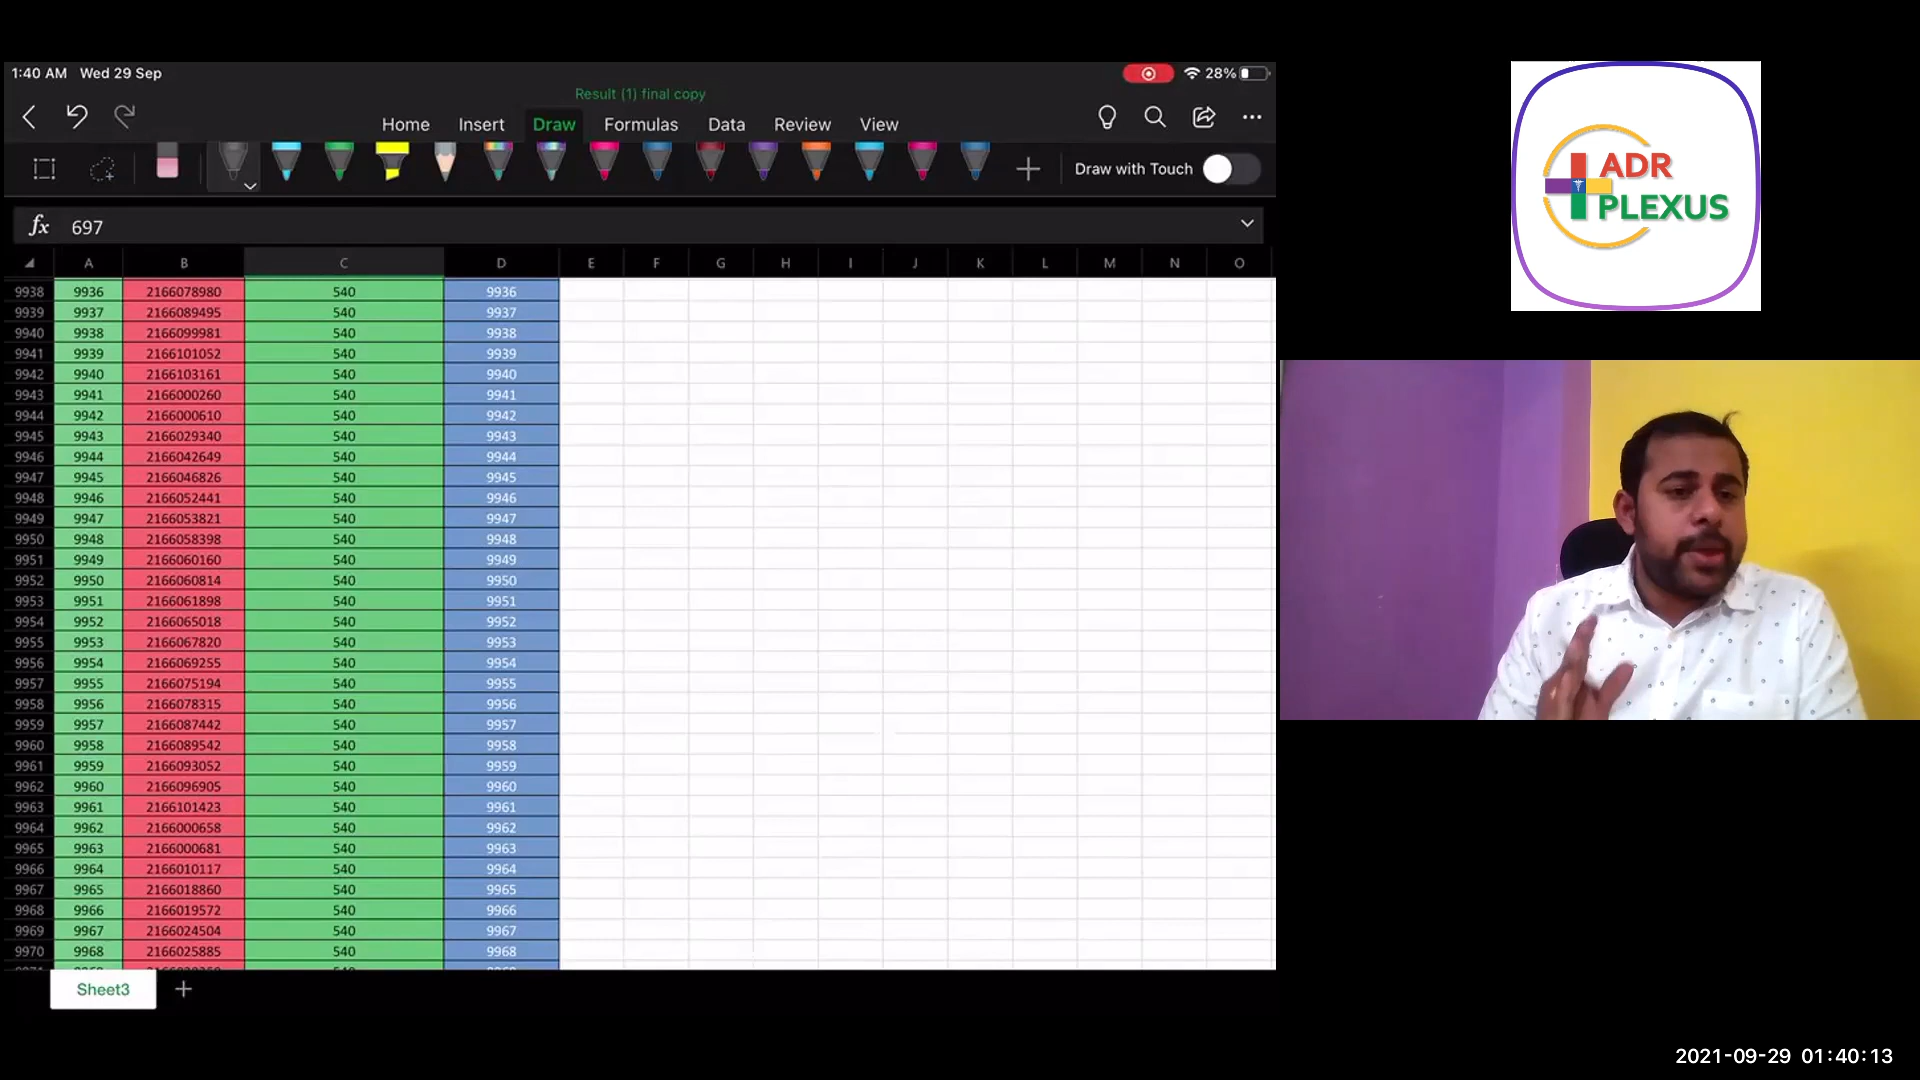 1:40 AM Wed 29 Sep
28%
Result (1) final copy
Home Insert Draw Formulas Data Review View
Draw with Touch
fx 697
A B C D E F G H I J K L M N O
9938 9936 2166078980 540 9936
9939 9937 2166089495 540 9937
9940 9938 2166099981 540 9938
9941 9939 2166101052 540 9939
9942 9940 2166103161 540 9940
9943 9941 2166000260 540 9941
9944 9942 2166000610 540 9942
9945 9943 2166029340 540 9943
9946 9944 2166042649 540 9944
9947 9945 2166046826 540 9945
9948 9946 2166052441 540 9946
9949 9947 2166053821 540 9947
9950 9948 2166058398 540 9948
9951 9949 2166060160 540 9949
9952 9950 2166060814 540 9950
9953 9951 2166061898 540 9951
9954 9952 2166065018 540 9952
9955 9953 2166067820 540 9953
9956 9954 2166069255 540 9954
9957 9955 2166075194 540 9955
9958 9956 2166078315 540 9956
9959 9957 2166087442 540 9957
9960 9958 2166089542 540 9958
9961 9959 2166093052 540 9959
9962 9960 2166096905 540 9960
9963 9961 2166101423 540 9961
9964 9962 2166000658 540 9962
9965 9963 2166000681 540 9963
9966 9964 2166010117 540 9964
9967 9965 2166018860 540 9965
9968 9966 2166019572 540 9966
9969 9967 2166024504 540 9967
9970 9968 2166025885 540 9968
Sheet3
ADR
PLEXUS
2021-09-29 01:40:13